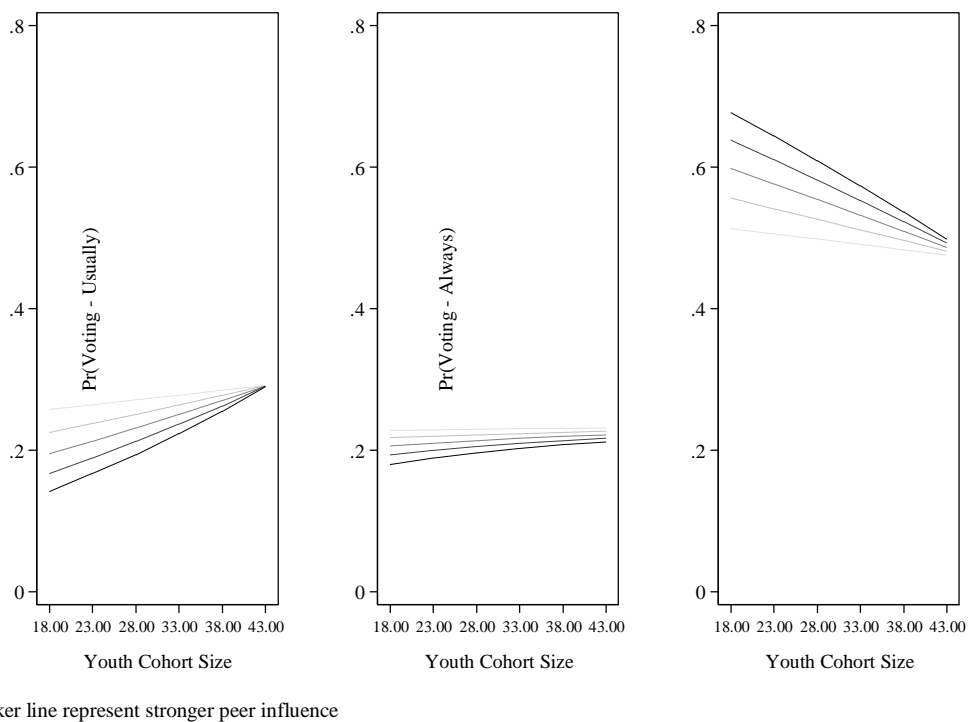 .8
.6
.4
.2
0
Pr(Voting - Usually)
18.00 23.00 28.00 33.00 38.00 43.00
Youth Cohort Size
.8
.6
.4
.2
0
Pr(Voting - Always)
18.00 23.00 28.00 33.00 38.00 43.00
Youth Cohort Size
.8
.6
.4
.2
0
18.00 23.00 28.00 33.00 38.00 43.00
Youth Cohort Size
ker line represent stronger peer influence